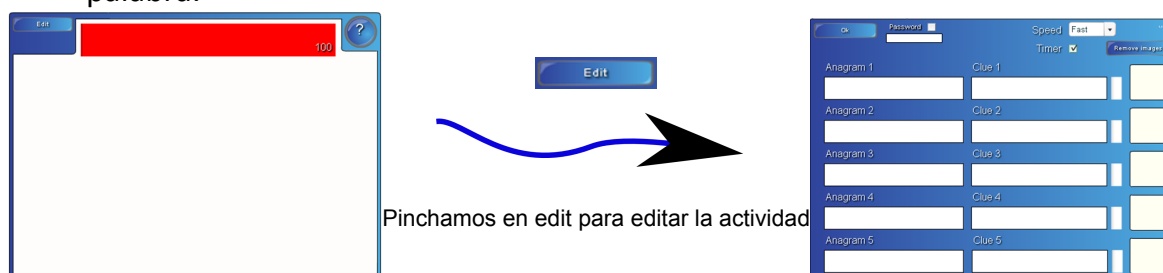 palabra.
Edit
100
?
Edit
Pinchamos en edit para editar la actividad
Ok
Password
Speed Fast
Timer
Remove images
Anagram 1 Clue 1
Anagram 2 Clue 2
Anagram 3 Clue 3
Anagram 4 Clue 4
Anagram 5 Clue 5